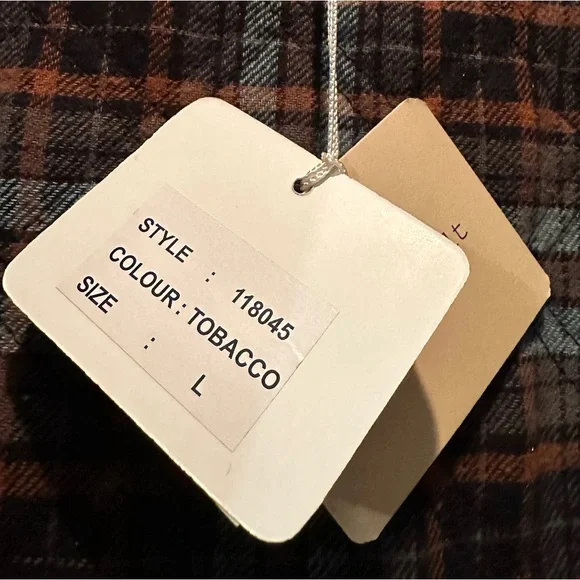 STYLE : 118045
COLOUR : TOBACCO
SIZE : L